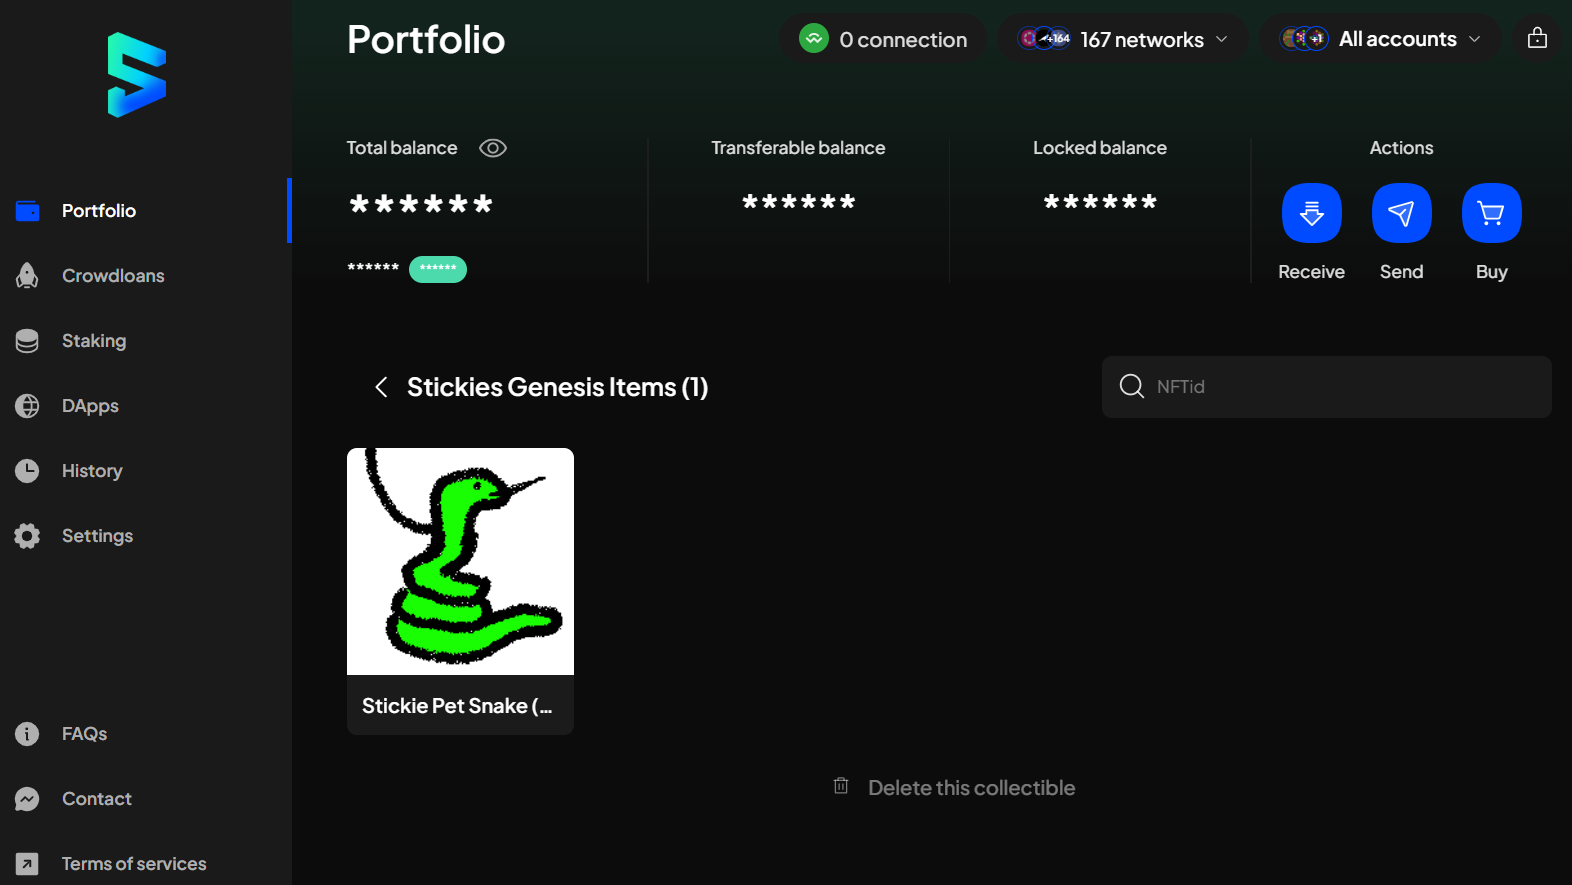 Portfolio
0 connection
+164
167 networks
+1
All accounts
Portfolio
Crowdloans
Staking
DApps
History
Settings
FAQs
Contact
Terms of services
Total balance
******
****** ******
Transferable balance
******
Locked balance
******
Actions
Receive
Send
Buy
Stickies Genesis Items (1)
NFTid
Stickie Pet Snake (...
Delete this collectible